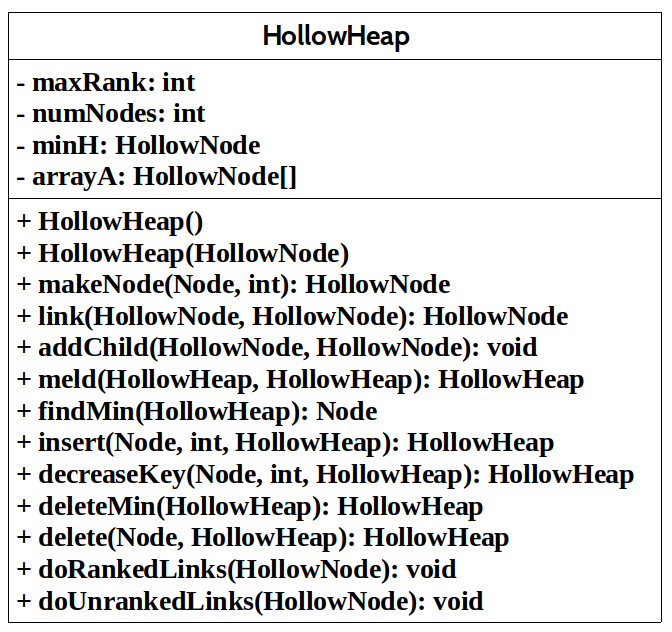 HollowHeap
- maxRank: int
- numNodes: int
- minH: HollowNode
- arrayA: HollowNode[]
+ HollowHeap()
+ HollowHeap(HollowNode)
+ makeNode(Node, int): HollowNode
+ link(HollowNode, HollowNode): HollowNode
+ addChild(HollowNode, HollowNode): void
+ meld(HollowHeap, HollowHeap): HollowHeap
+ findMin(HollowHeap): Node
+ insert(Node, int, HollowHeap): HollowHeap
+ decreaseKey(Node, int, HollowHeap): HollowHeap
+ deleteMin(HollowHeap): HollowHeap
+ delete(Node, HollowHeap): HollowHeap
+ doRankedLinks(HollowNode): void
+ doUnrankedLinks(HollowNode): void